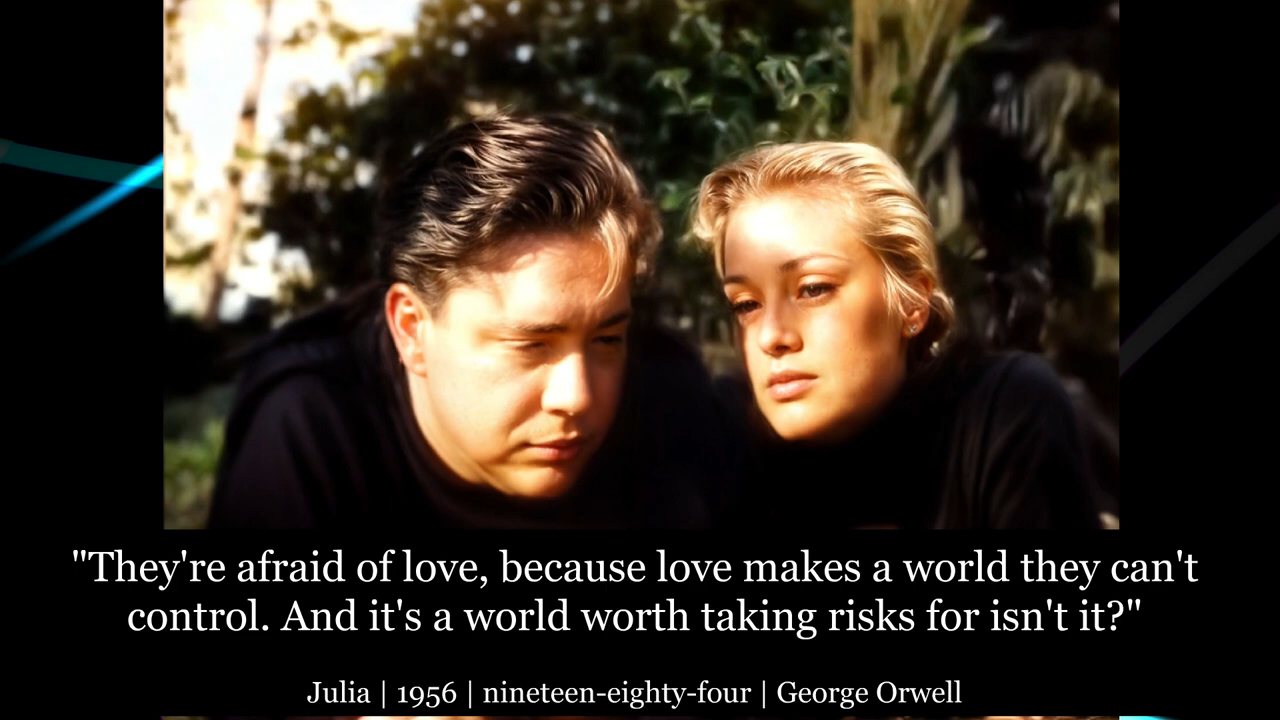 "They're afraid of love, because love makes a world they can't
control. And it's a world worth taking risks for isn't it?"
Julia | 1956 | nineteen-eighty-four | George Orwell